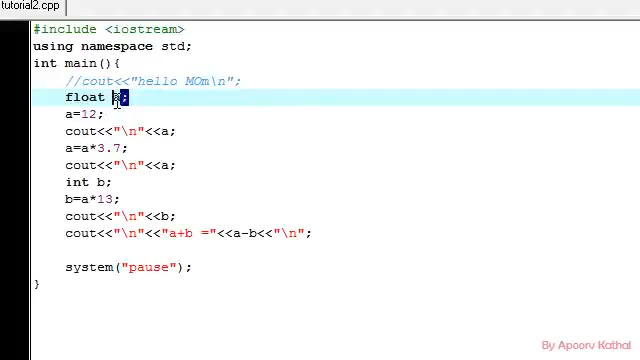 tutorial2.cpp
#include <iostream>
using namespace std;
int main(){
//cout<<"hello MOm\n";
float a;
a=12;
cout<<"\n"<<a;
a=a*3.7;
cout<<"\n"<<a;
int b;
b=a*13;
cout<<"\n"<<b;
cout<<"\n"<<"a+b ="<<a-b<<"\n";
system("pause");
}
By Apoorv Kathal